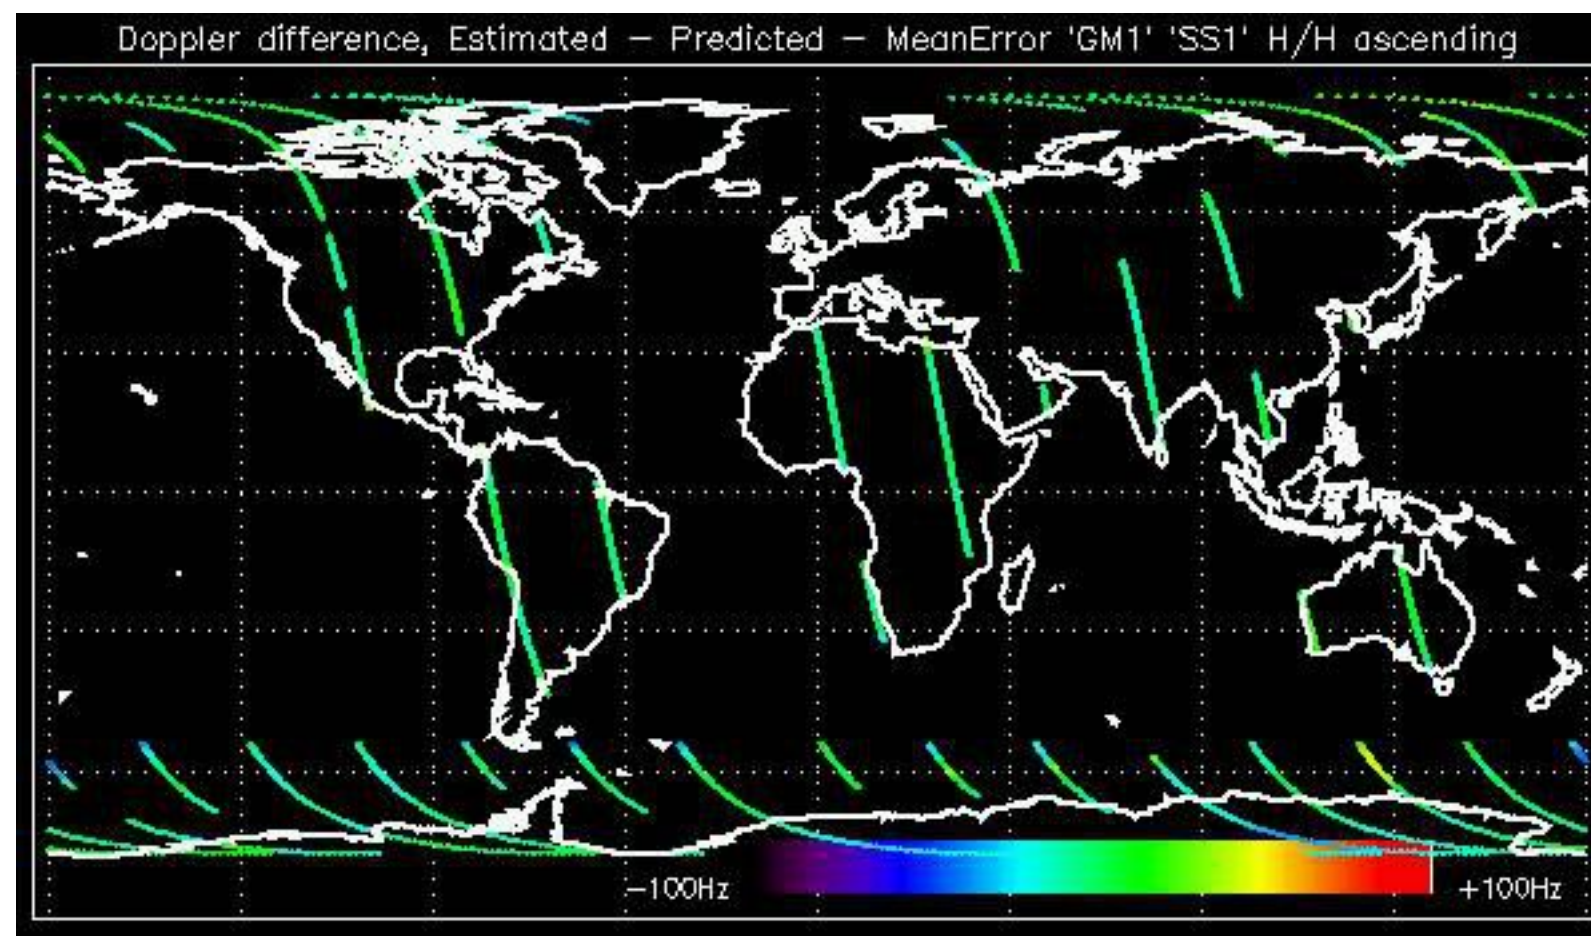 Doppler difference, Estimated – Predicted – MeanError 'GM1' 'SS1' H/H ascending
–100Hz
+100Hz